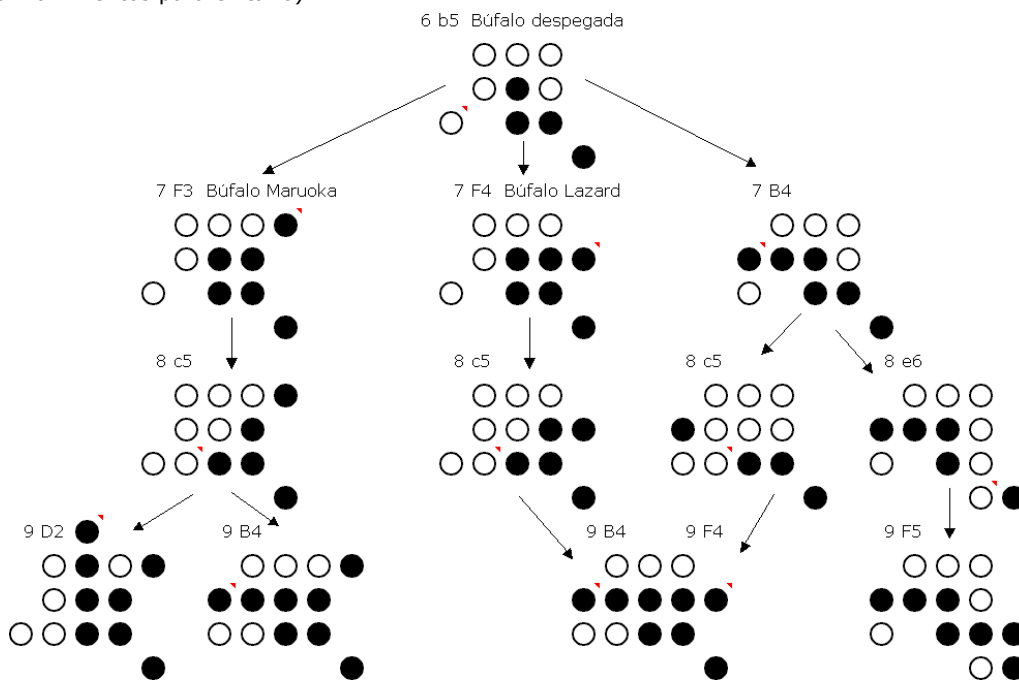 6 b5 Búfalo despegada
7 F3 Búfalo Maruoka
7 F4 Búfalo Lazard
7 B4
8 c5
8 c5
8 c5
8 e6
9 D2
9 B4
9 B4
9 F4
9 F5